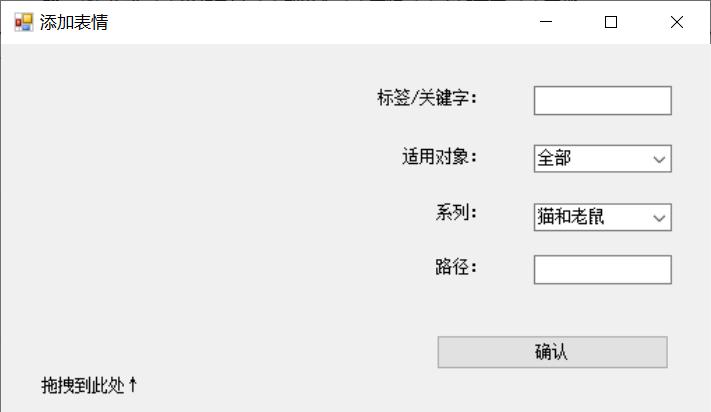 添加表情
标签/关键字：
适用对象： 全部
系列： 猫和老鼠
路径：
确认
拖拽到此处↑